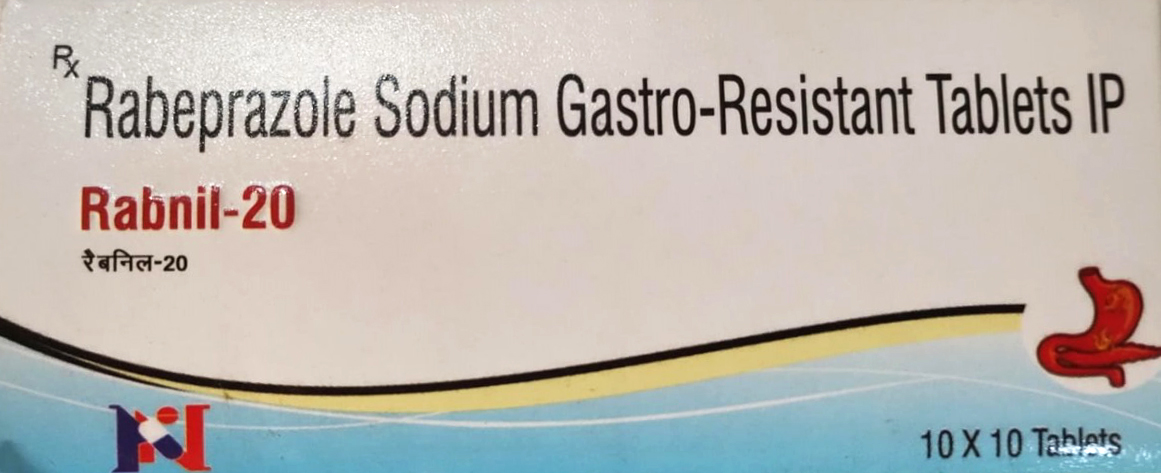 Rx
Rabeprazole Sodium Gastro-Resistant Tablets IP
Rabnil-20
रैबनिल-20
10 X 10 Tablets